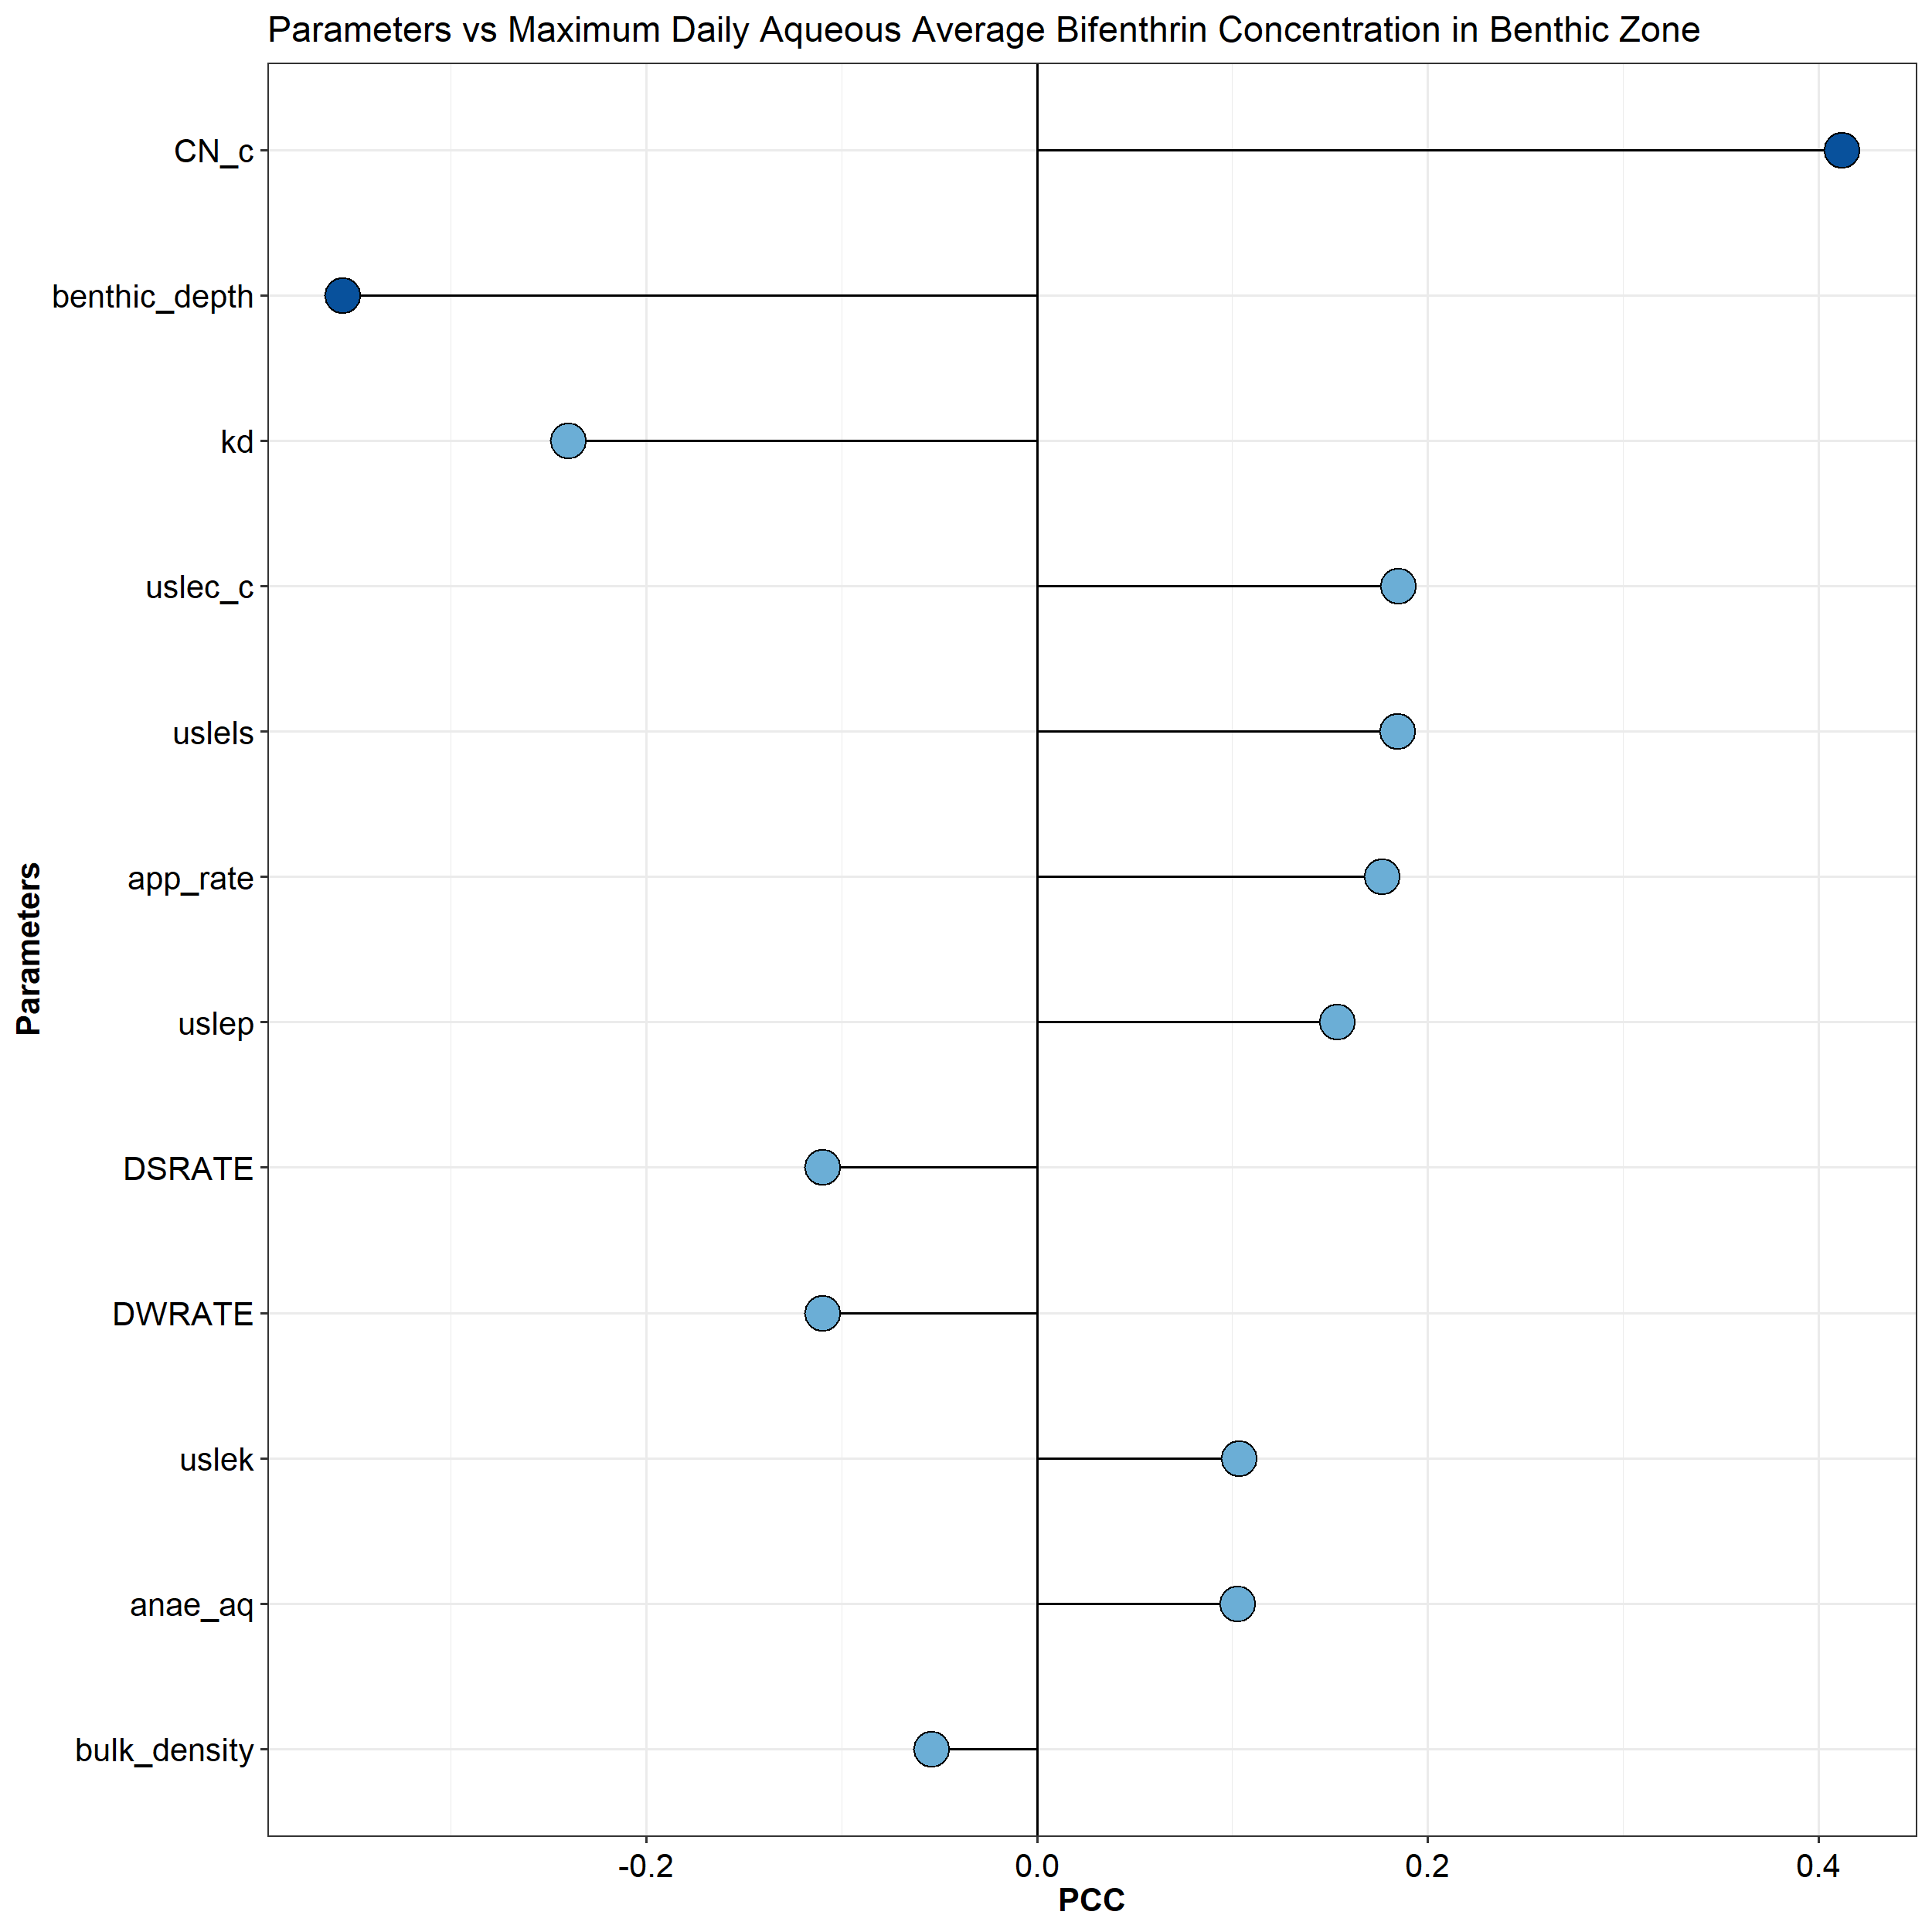 Parameters vs Maximum Daily Aqueous Average Bifenthrin Concentration in Benthic Zone
CN_c
benthic_depth
kd
uslec_c
uslels
app_rate
Parameters
uslep
DSRATE
DWRATE
uslek
anae_aq
bulk_density
-0.2
0.0
0.2
0.4
PCC